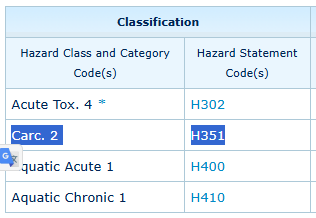 Classification
Hazard Class and Category
Code(s)
Hazard Statement
Code(s)
Acute Tox. 4 * H302
Carc. 2 H351
quatic Acute 1 H400
Aquatic Chronic 1 H410